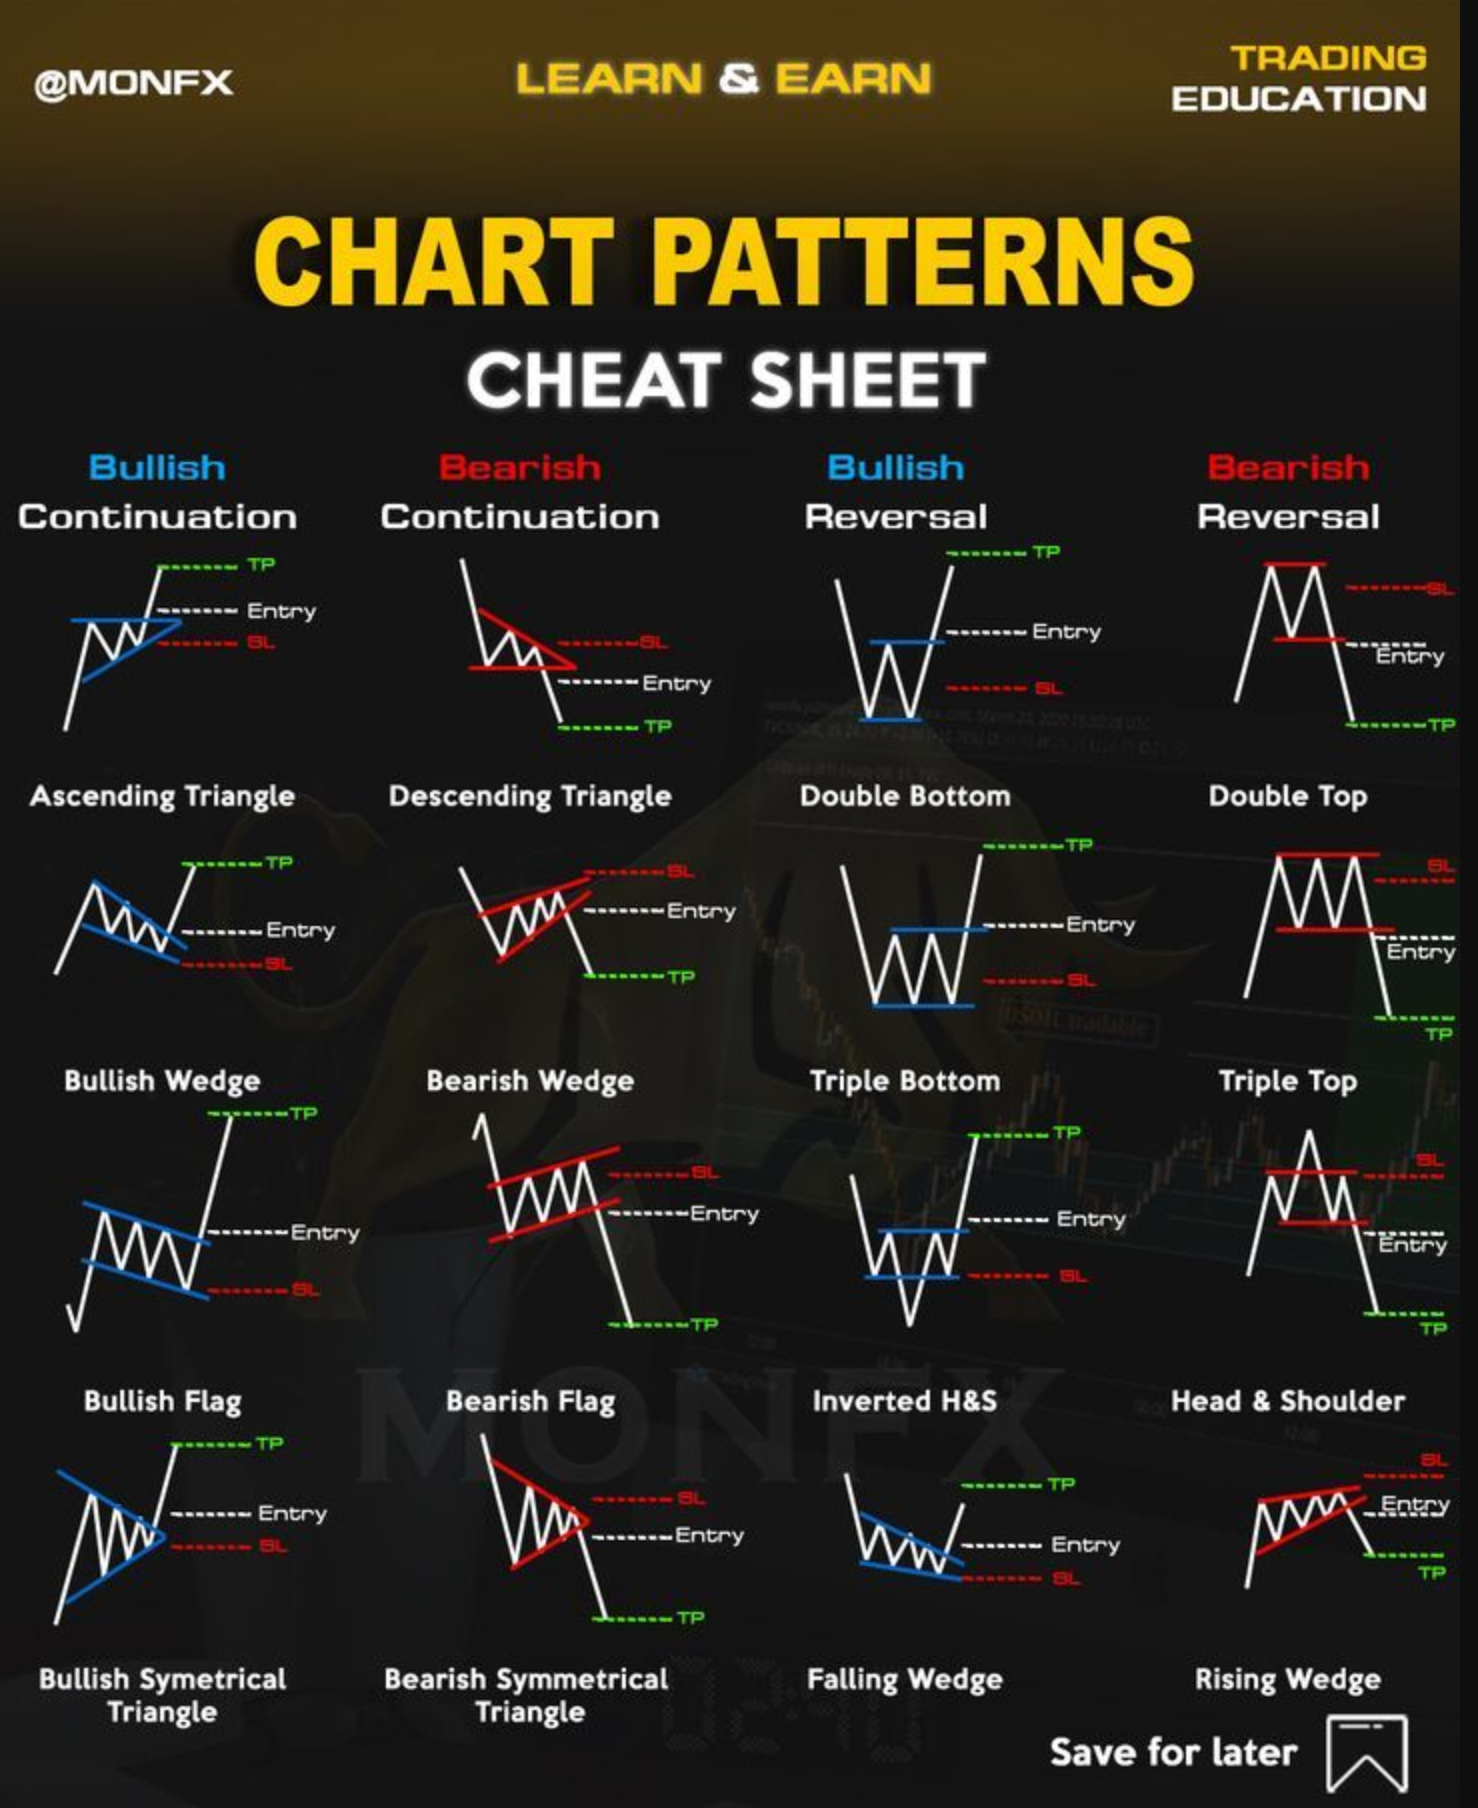 @MONFX
LEARN & EARN
TRADING
EDUCATION
CHART PATTERNS
CHEAT SHEET
Bullish
Continuation
Bearish
Continuation
Bullish
Reversal
Bearish
Reversal
TP
Entry
SL
Ascending Triangle
SL
Entry
TP
Descending Triangle
TP
Entry
SL
Double Bottom
SL
Entry
TP
Double Top
TP
Entry
SL
Bullish Wedge
SL
Entry
TP
Bearish Wedge
TP
Entry
SL
Triple Bottom
SL
Entry
TP
Triple Top
TP
Entry
SL
Bullish Flag
SL
Entry
TP
Bearish Flag
TP
Entry
SL
Inverted H&S
SL
Entry
TP
Head & Shoulder
TP
Entry
SL
Bullish Symetrical
Triangle
SL
Entry
TP
Bearish Symmetrical
Triangle
TP
Entry
SL
Falling Wedge
SL
Entry
TP
Rising Wedge
MONFX
Save for later